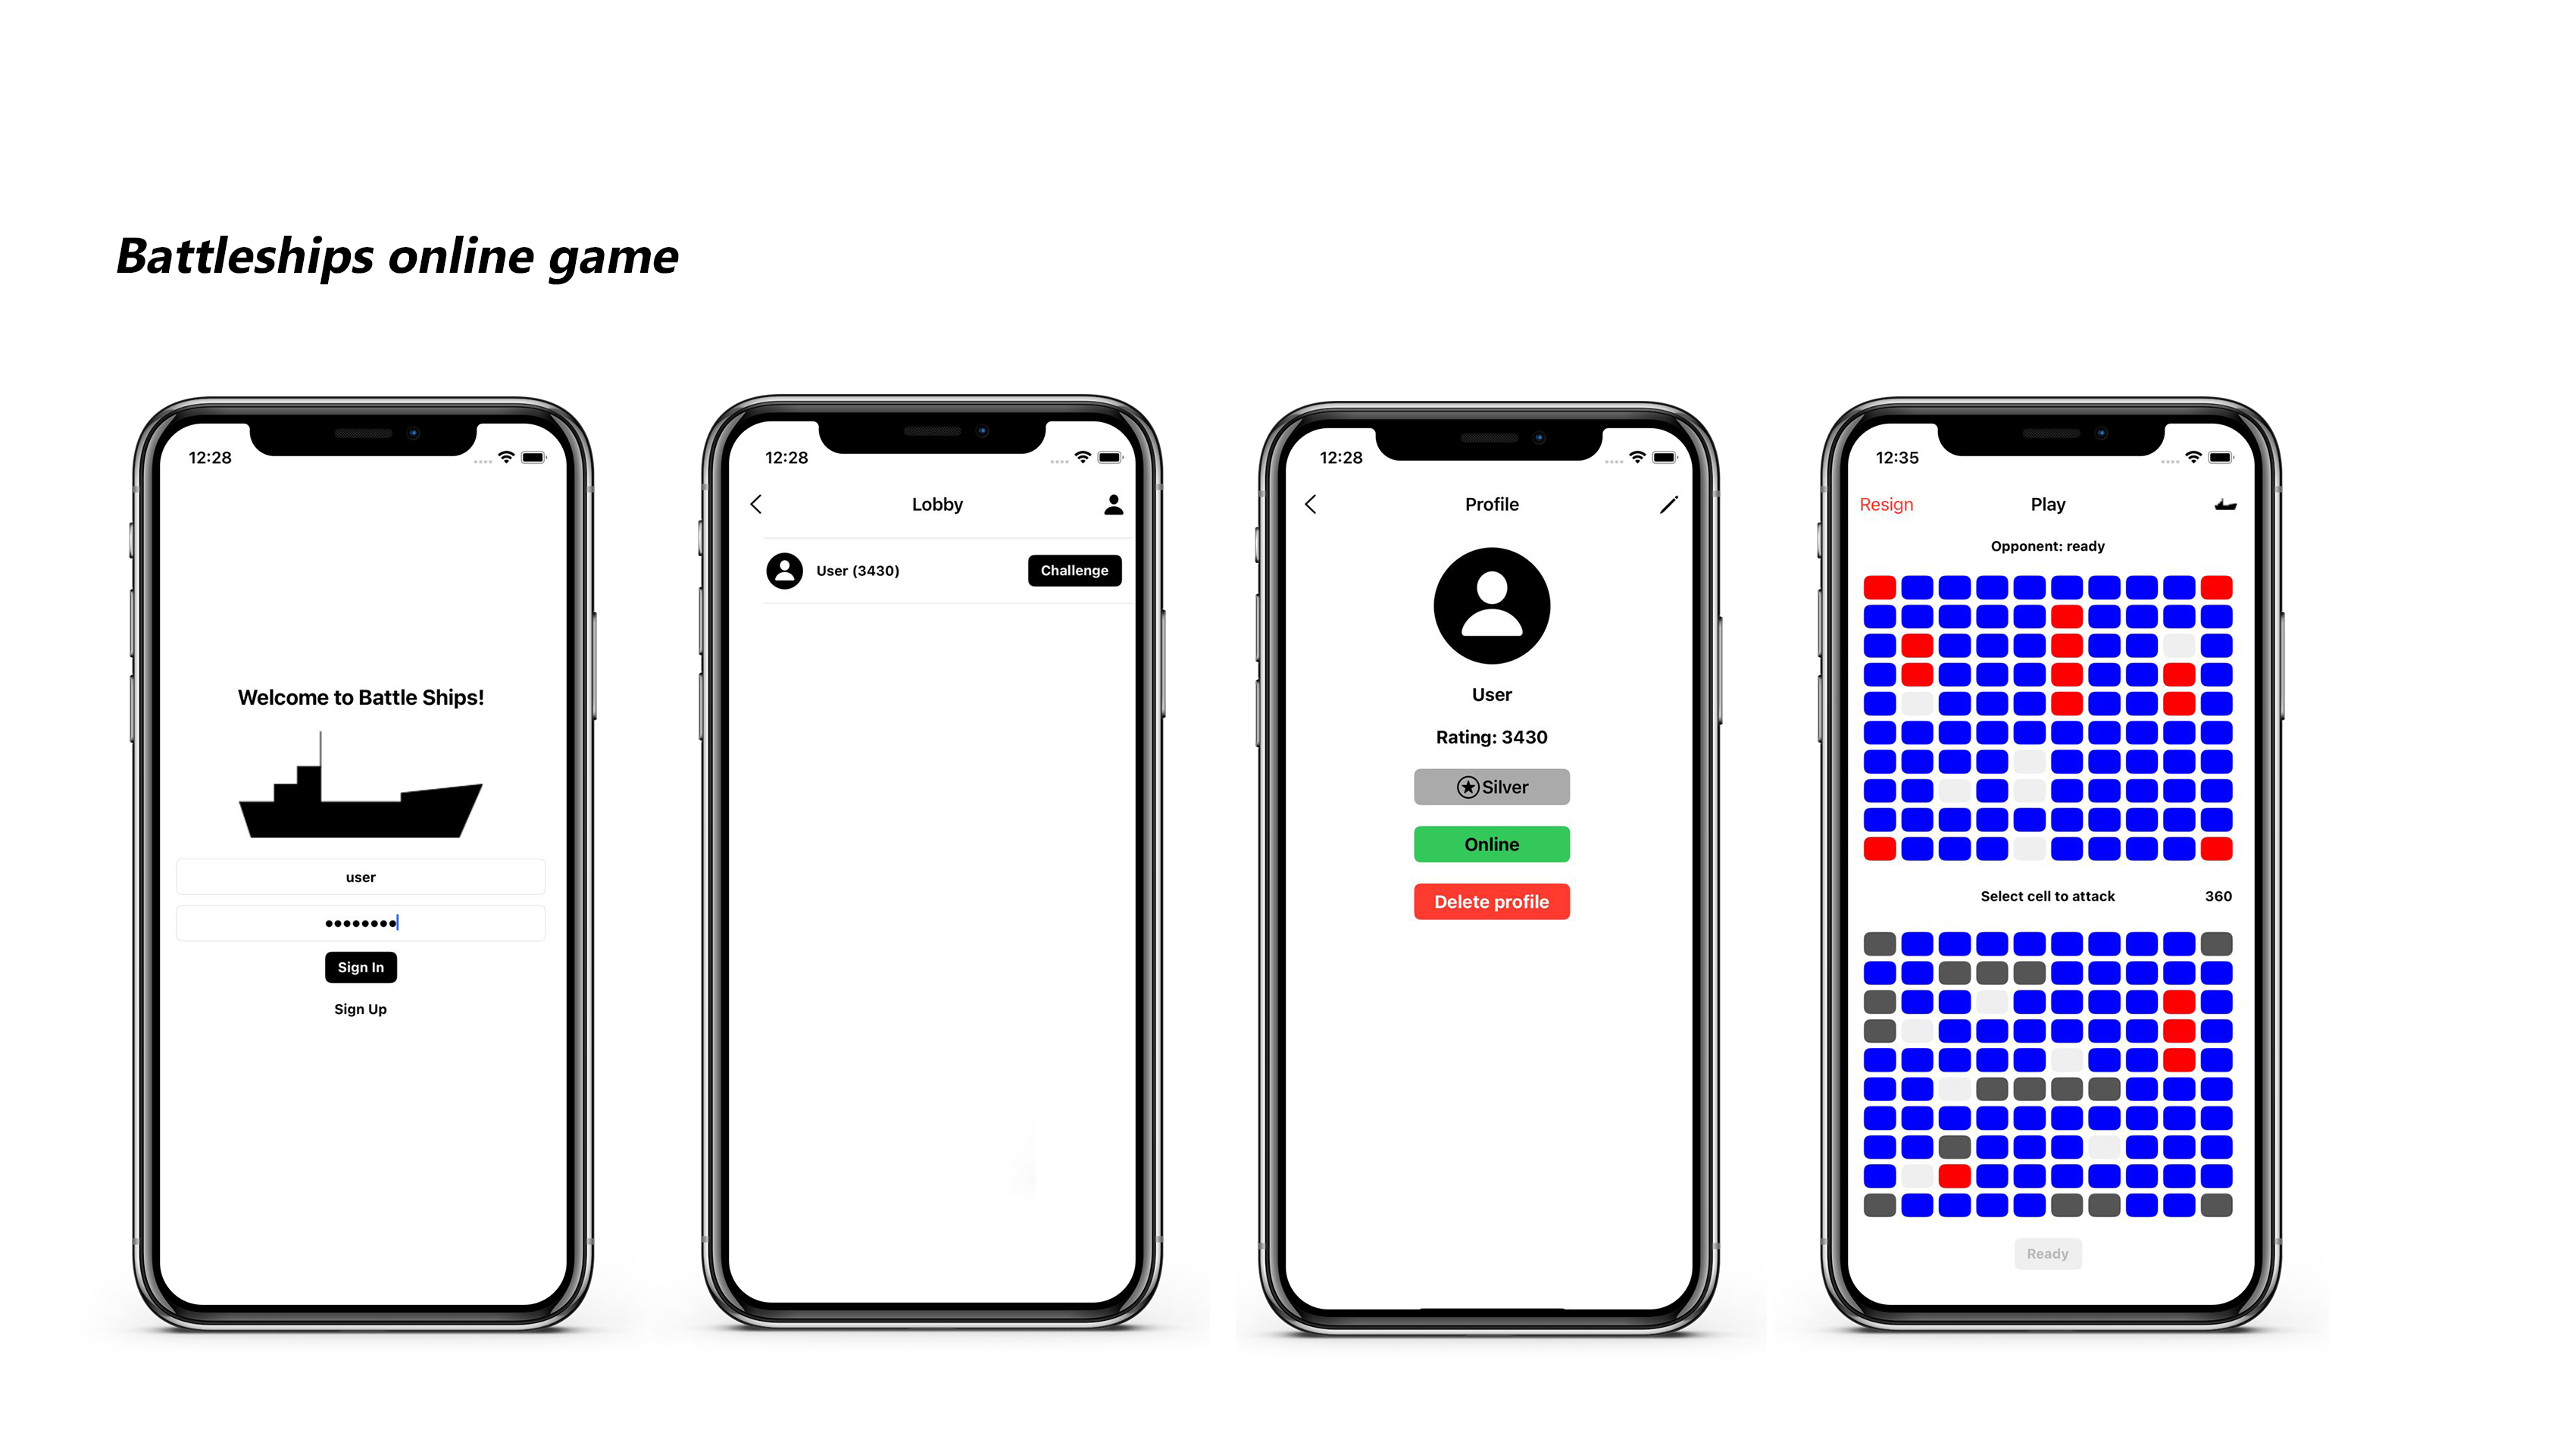 Battleships online game
12:28
Welcome to Battle Ships!
user
Sign In
Sign Up
12:28
Lobby
User (3430)
Challenge
12:28
Profile
User
Rating: 3430
Silver
Online
Delete profile
12:35
Resign
Play
Opponent: ready
Select cell to attack
360
Ready